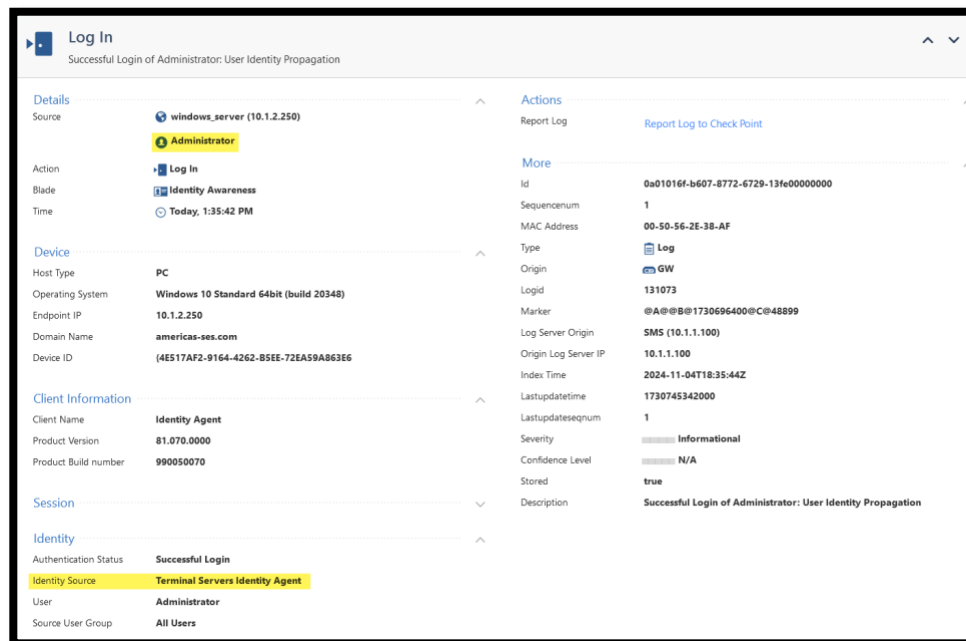 Log In
Successful Login of Administrator: User Identity Propagation
Details
Source windows_server (10.1.2.250)
Administrator
Action Log In
Blade Identity Awareness
Time Today, 1:35:42 PM
Device
Host Type PC
Operating System Windows 10 Standard 64bit (build 20348)
Endpoint IP 10.1.2.250
Domain Name americas-ses.com
Device ID (4E517AF2-9164-4262-B5EE-72EA59A863E6
Client Information
Client Name Identity Agent
Product Version 81.070.0000
Product Build number 990050070
Session
Identity
Authentication Status Successful Login
Identity Source Terminal Servers Identity Agent
User Administrator
Source User Group All Users
Actions
Report Log Report Log to Check Point
More
Id 0a01016f-b607-8772-6729-13fe00000000
Sequencenum 1
MAC Address 00-50-56-2E-38-AF
Type Log
Origin GW
Logid 131073
Marker @A@@B@1730696400@C@48899
Log Server Origin SMS (10.1.1.100)
Origin Log Server IP 10.1.1.100
Index Time 2024-11-04T18:35:44Z
Lastupdatetime 1730745342000
Lastupdateseqnum 1
Severity Informational
Confidence Level N/A
Stored true
Description Successful Login of Administrator: User Identity Propagation